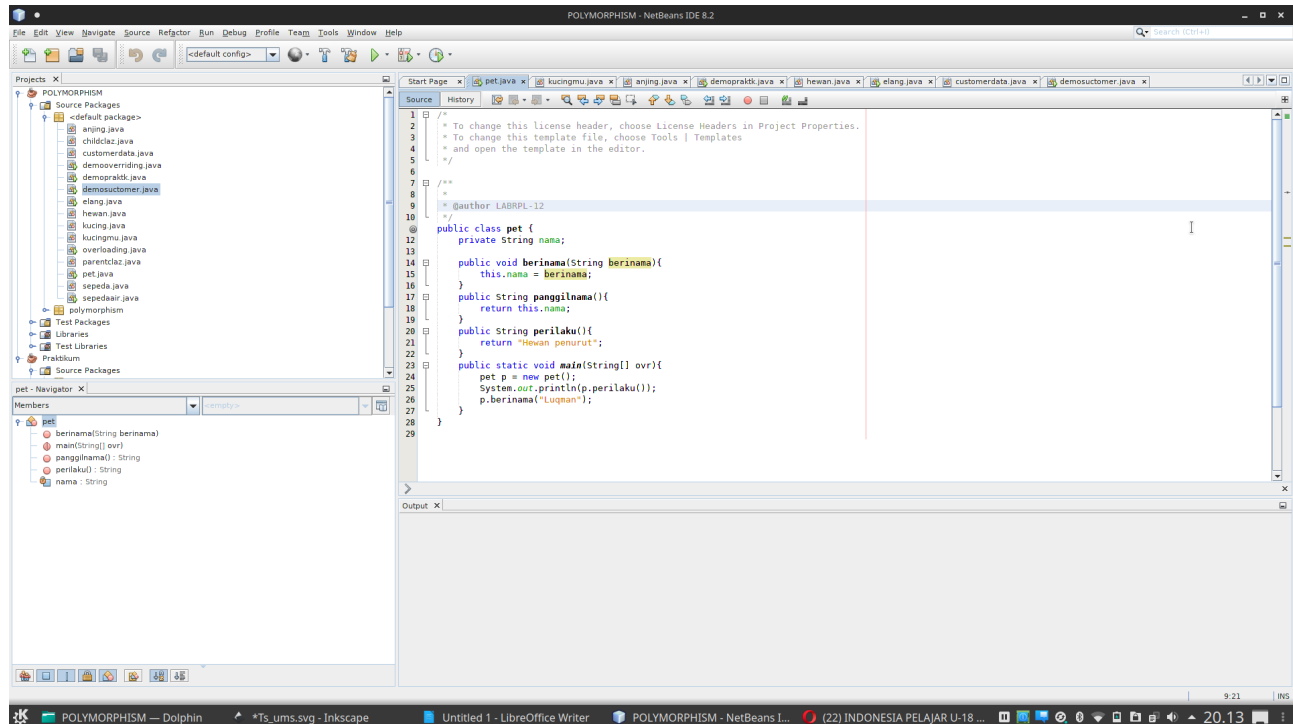 POLYMORPHISM - NetBeans IDE 8.2
File Edit View Navigate Source Refactor Run Debug Profile Team Tools Window Help
Search (Ctrl+I)
<default config>
Projects
POLYMORPHISM
Source Packages
<default package>
anjing.java
childclaz.java
customerdata.java
demooverriding.java
demopraktk.java
demosuctomer.java
elang.java
hewan.java
kucing.java
kucingmu.java
overloading.java
parentclaz.java
pet.java
sepeda.java
sepedaair.java
polymorphism
Test Packages
Libraries
Test Libraries
Praktikum
Source Packages
pet - Navigator
Members
<empty>
pet
berinama(String berinama)
main(String[] ovr)
panggilnama() : String
perilaku() : String
nama : String
Start Page pet.java kucingmu.java anjing.java demopraktk.java hewan.java elang.java customerdata.java demosuctomer.java
Source History
1 /*
2 * To change this license header, choose License Headers in Project Properties.
3 * To change this template file, choose Tools | Templates
4 * and open the template in the editor.
5 */
6
7 /**
8 *
9 * @author LABRPL-12
10 */
public class pet {
12 private String nama;
13
14 public void berinama(String berinama){
15 this.nama = berinama;
16 }
17 public String panggilnama(){
18 return this.nama;
19 }
20 public String perilaku(){
21 return "Hewan penurut";
22 }
23 public static void main(String[] ovr){
24 pet p = new pet();
25 System.out.println(p.perilaku());
26 p.berinama("Luqman");
27 }
28 }
29
Output
9:21 INS
POLYMORPHISM — Dolphin
*Ts_ums.svg - Inkscape
Untitled 1 - LibreOffice Writer
POLYMORPHISM - NetBeans I...
(22) INDONESIA PELAJAR U-18 ...
20.13